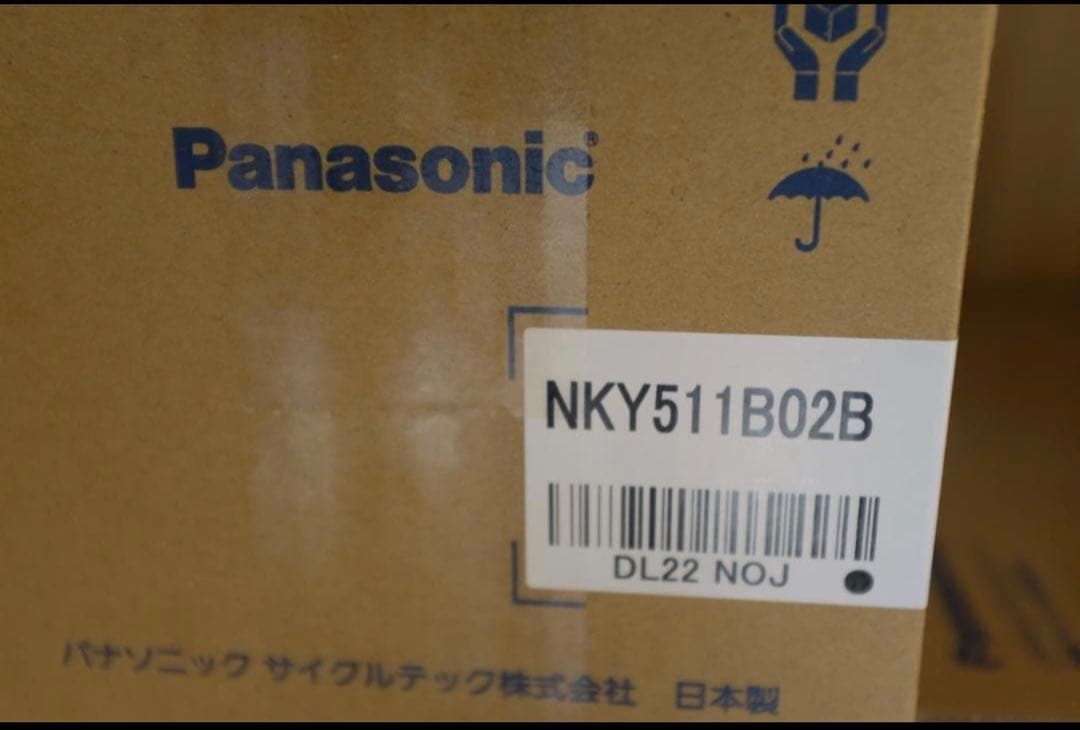 Panasonic®
NKY511B02B
DL22 NOJ
パナソニック サイクルテック株式会社 日本製